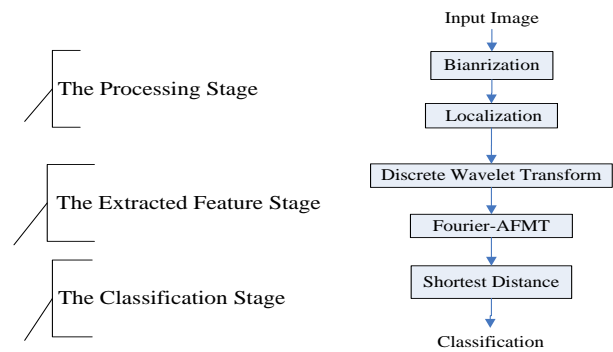 Input Image
Bianrization
The Processing Stage
Localization
Discrete Wavelet Transform
The Extracted Feature Stage
Fourier-AFMT
Shortest Distance
The Classification Stage
Classification